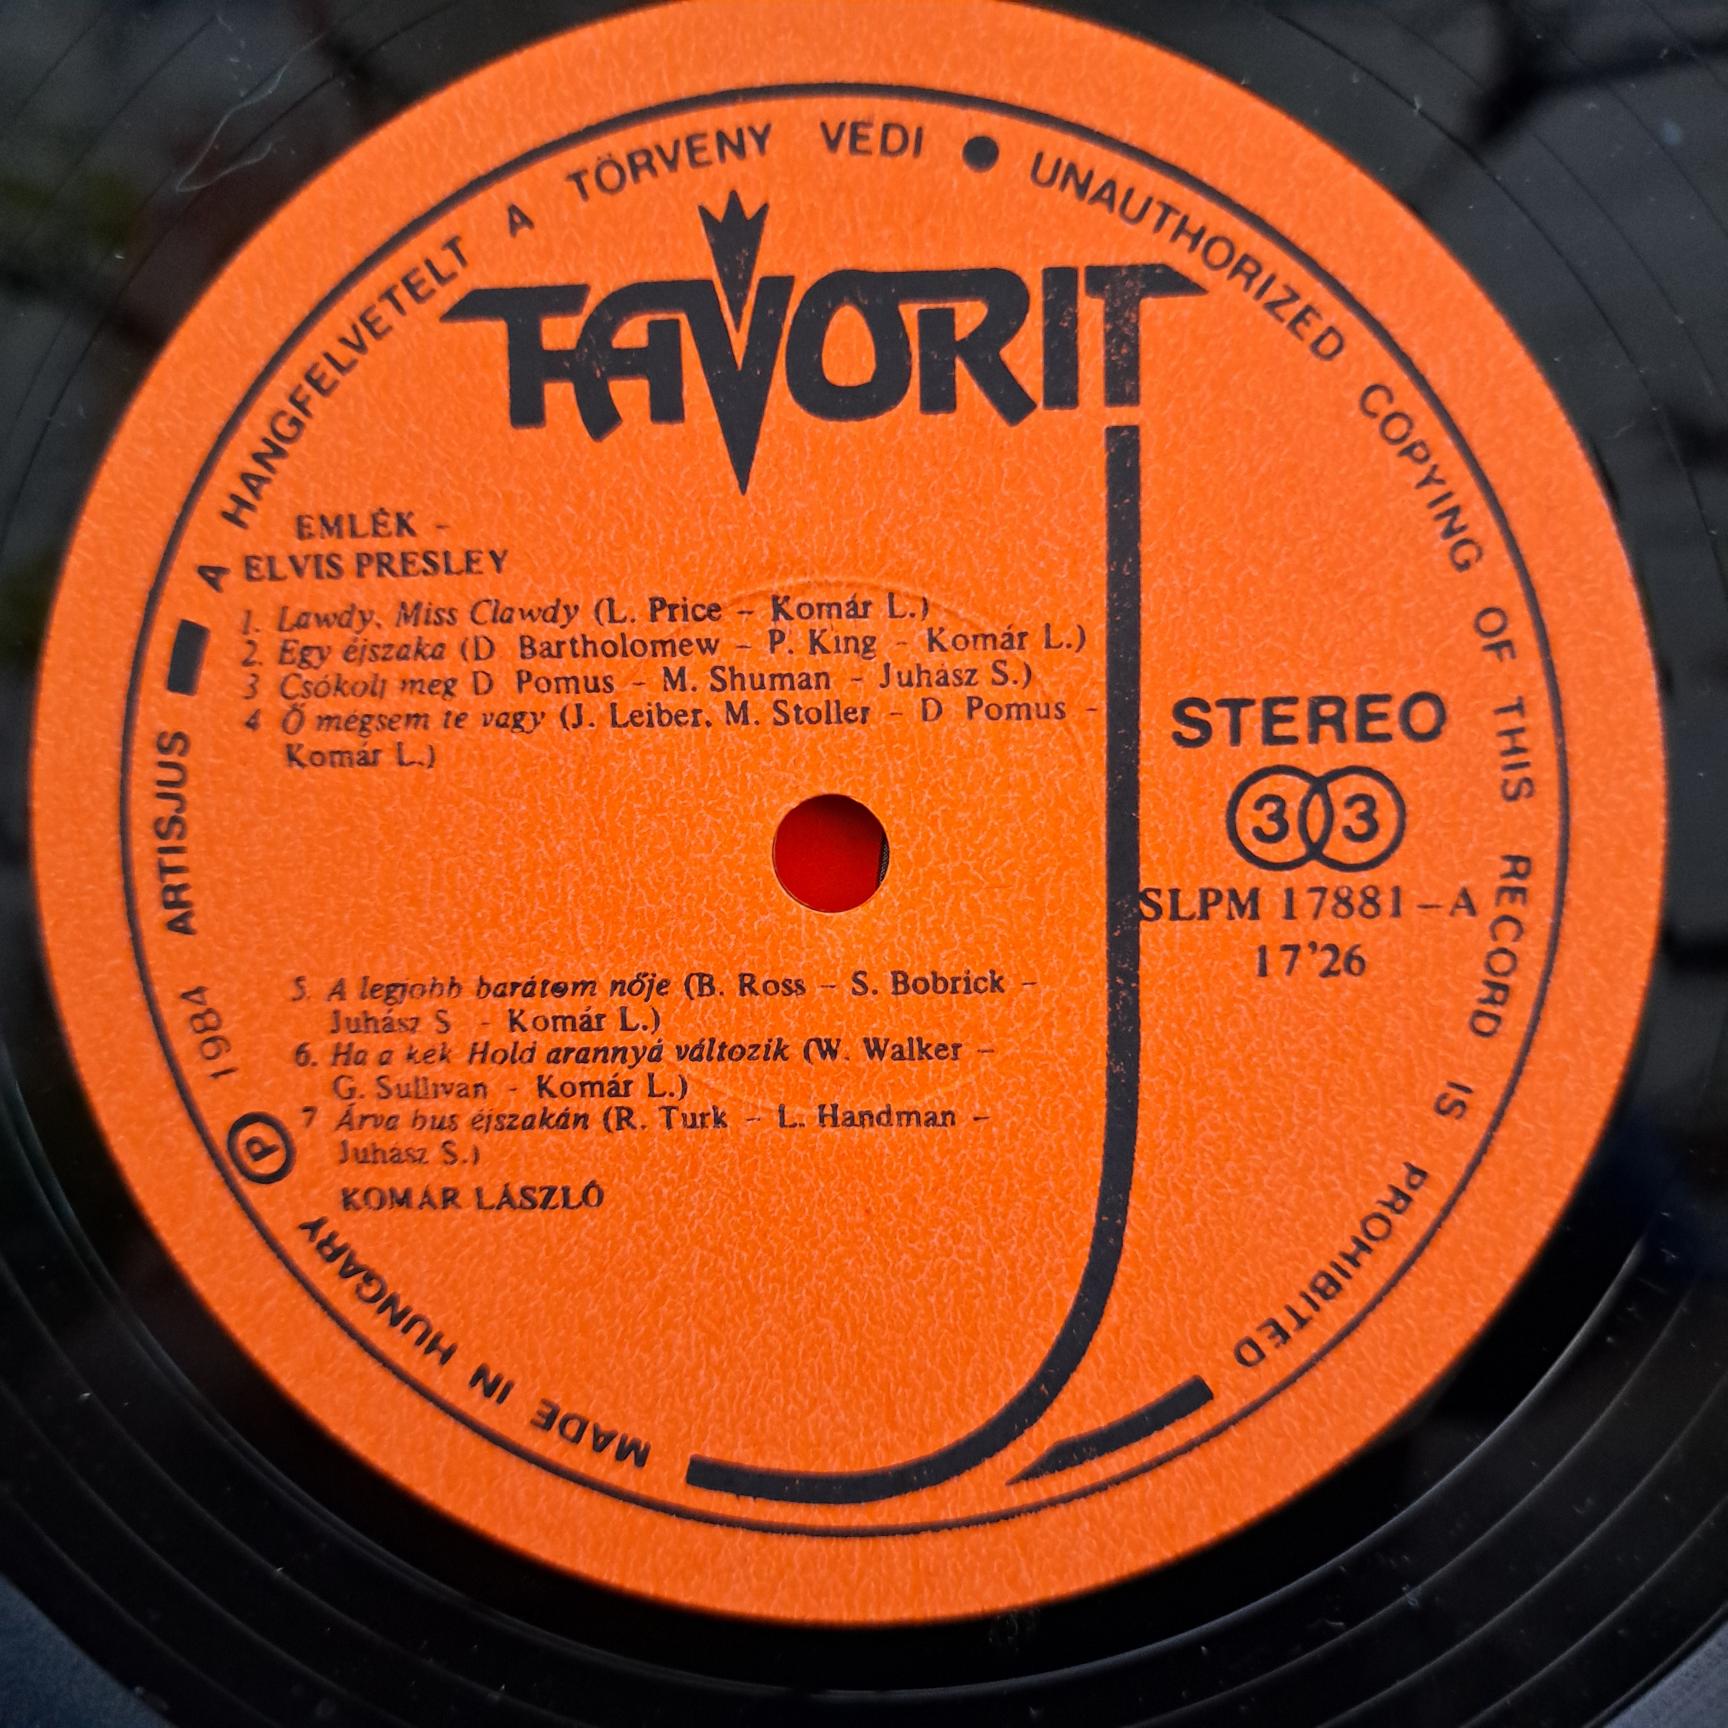 A HANGFELVETELT A TÖRVENY VEDI ● UNAUTHORIZED COPYING OF THIS RECORD IS PROHIBITED
FAVORIT
EMLÉK -
ELVIS PRESLEY
1. Lawdy, Miss Clawdy (L. Price - Komár L.)
2. Egy éjszaka (D Bartholomew - P. King - Komár L.)
3 Csókolj meg D Pomus - M. Shuman - Juhász S.)
4 Ő mégsem te vagy (J. Leiber, M. Stoller - D Pomus -
Komár L.)
STEREO
33
SLPM 17881-A
17'26
5. A legjobb barátom nője (B. Ross - S. Bobrick -
Juhász S - Komár L.)
6. Ha a kek Hold arannyá változik (W. Walker -
G. Sullivan - Komár L.)
7 Árva bus éjszakán (R. Turk - L. Handman -
Juhász S.)
KOMÁR LÁSZLÓ
MADE IN HUNGARY Ⓟ 1984 ARTISJUS